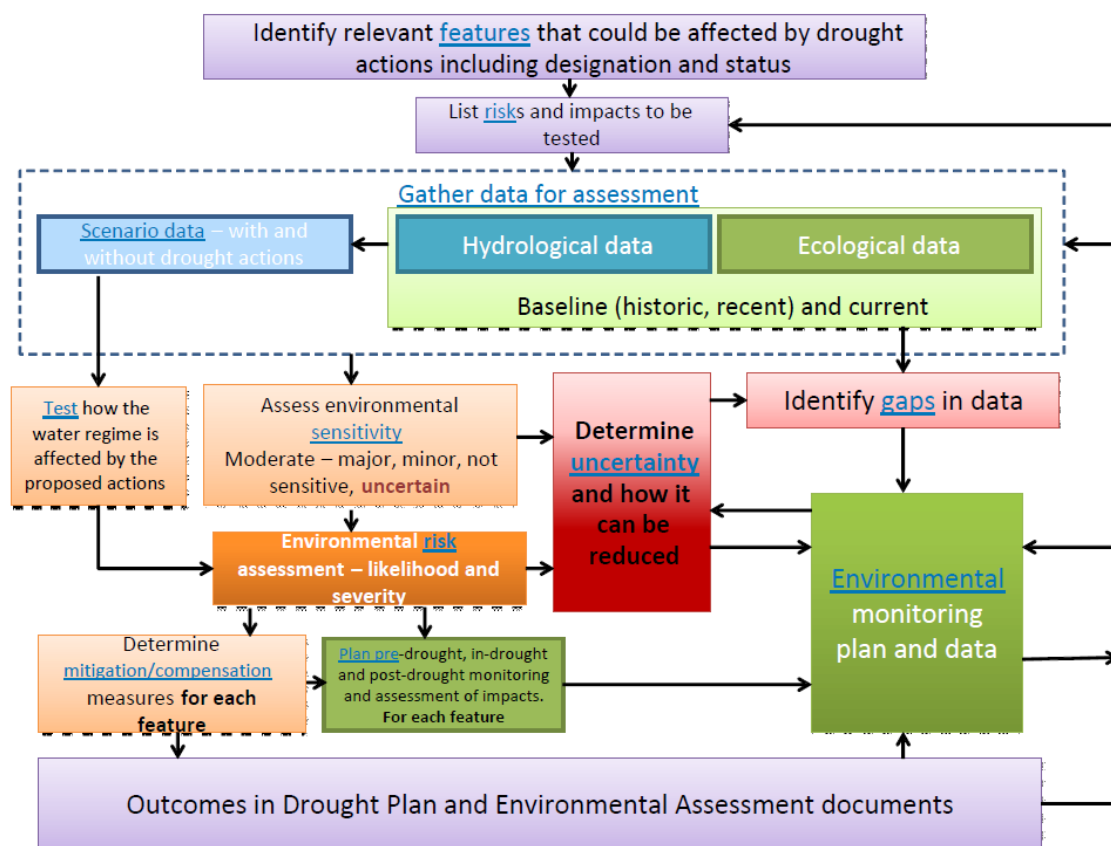 Identify relevant features that could be affected by drought
actions including designation and status
List risks and impacts to be
tested
Gather data for assessment
Scenario data – with and
without drought actions
Hydrological data
Ecological data
Baseline (historic, recent) and current
Test how the
water regime is
affected by the
proposed actions
Assess environmental
sensitivity
Moderate – major, minor, not
sensitive, uncertain
Determine
uncertainty
and how it
can be
reduced
Identify gaps in data
Environmental risk
assessment – likelihood and
severity
Environmental
monitoring
plan and data
Determine
mitigation/compensation
measures for each
feature
Plan pre-drought, in-drought
and post-drought monitoring
and assessment of impacts.
For each feature
Outcomes in Drought Plan and Environmental Assessment documents